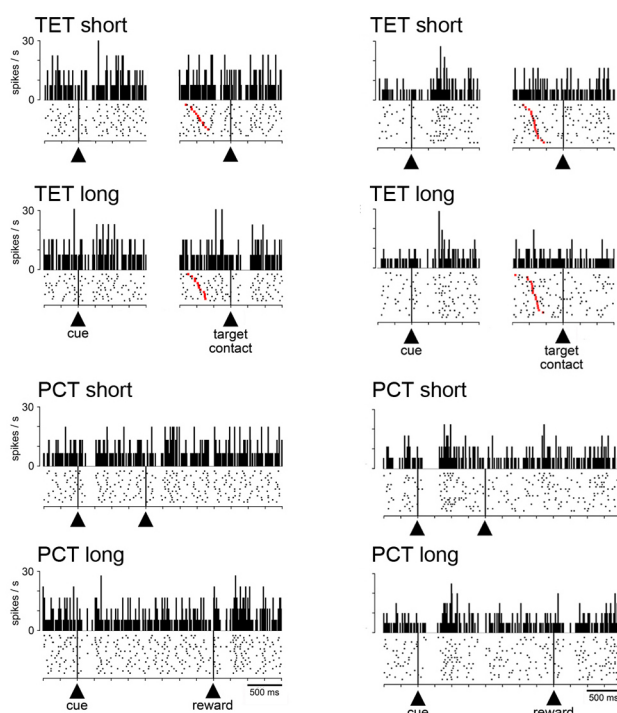 TET short
TET short
30
spikes / s
0
TET long
TET long
30
spikes / s
0
cue
target
contact
cue
target
contact
PCT short
PCT short
30
spikes / s
0
PCT long
PCT long
30
spikes / s
0
500 ms
500 ms
cue
reward
cue
reward